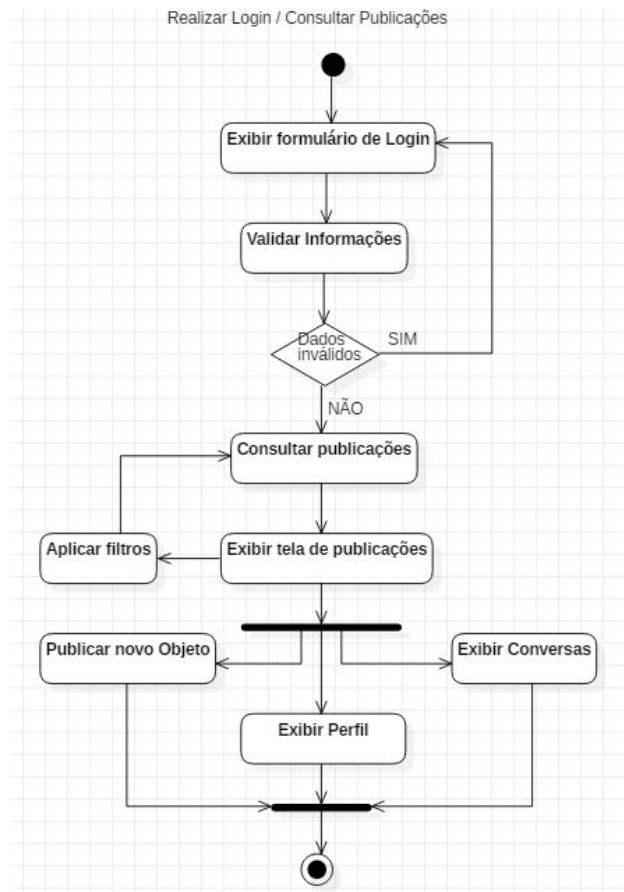 Realizar Login / Consultar Publicações
Exibir formulário de Login
Validar Informações
Dados
inválidos
SIM
NÃO
Consultar publicações
Aplicar filtros
Exibir tela de publicações
Publicar novo Objeto
Exibir Conversas
Exibir Perfil